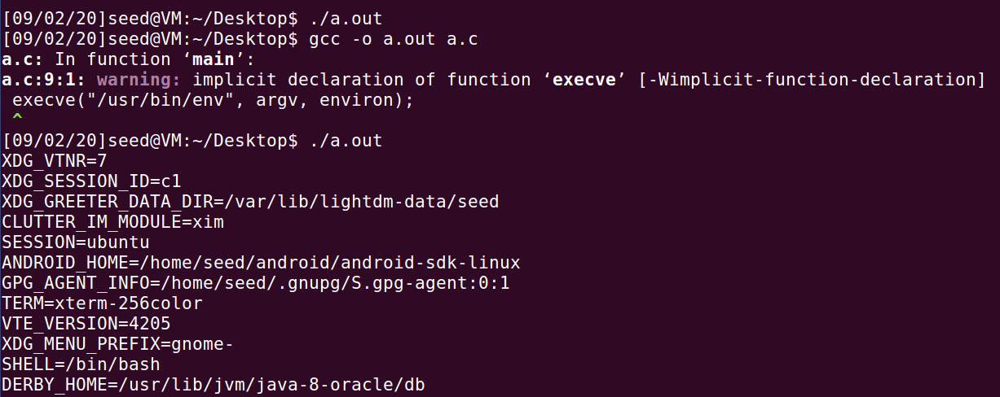 [09/02/20]seed@VM:~/Desktop$ ./a.out
[09/02/20]seed@VM:~/Desktop$ gcc -o a.out a.c
a.c: In function ‘main’:
a.c:9:1: warning: implicit declaration of function ‘execve’ [-Wimplicit-function-declaration]
 execve("/usr/bin/env", argv, environ);
 ^
[09/02/20]seed@VM:~/Desktop$ ./a.out
XDG_VTNR=7
XDG_SESSION_ID=c1
XDG_GREETER_DATA_DIR=/var/lib/lightdm-data/seed
CLUTTER_IM_MODULE=xim
SESSION=ubuntu
ANDROID_HOME=/home/seed/android/android-sdk-linux
GPG_AGENT_INFO=/home/seed/.gnupg/S.gpg-agent:0:1
TERM=xterm-256color
VTE_VERSION=4205
XDG_MENU_PREFIX=gnome-
SHELL=/bin/bash
DERBY_HOME=/usr/lib/jvm/java-8-oracle/db